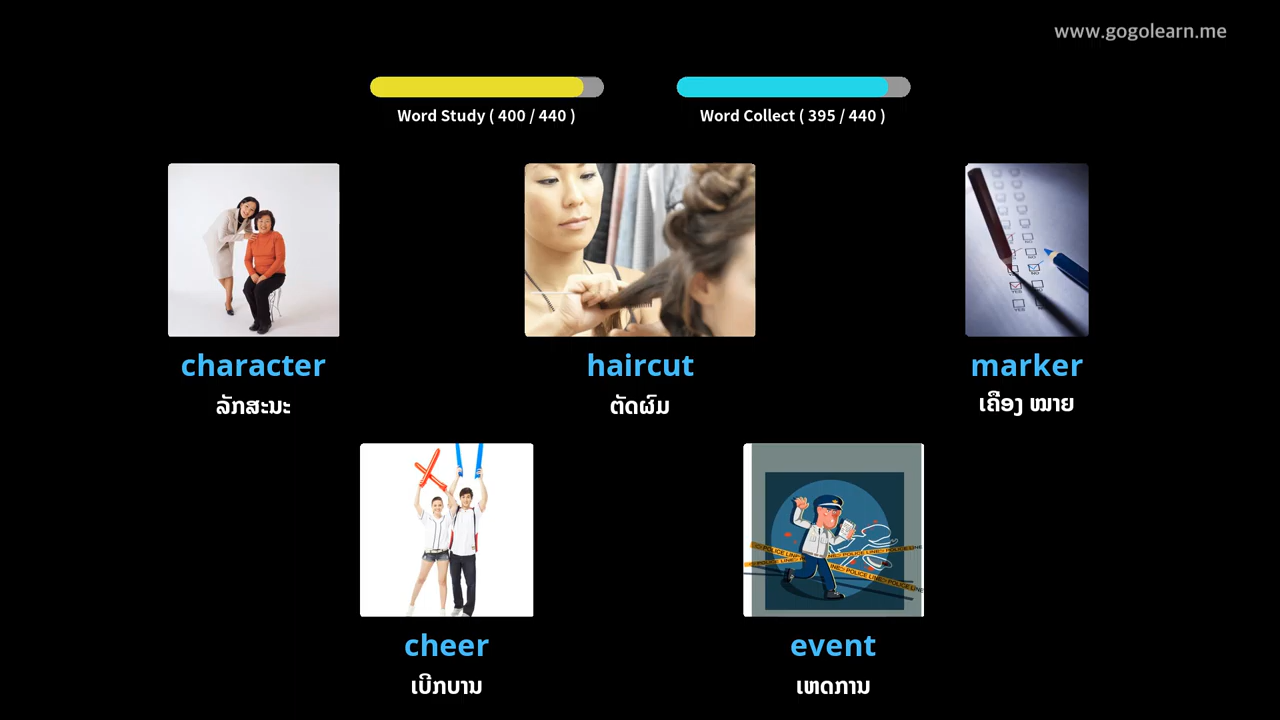 www.gogolearn.me
Word Study ( 400 / 440 )
Word Collect ( 395 / 440 )
character
haircut
marker
ລັກສະນະ
ຕັດຜົມ
ເຄືອງ ໝາຍ
cheer
event
ເບີກບານ
ເຫດການ